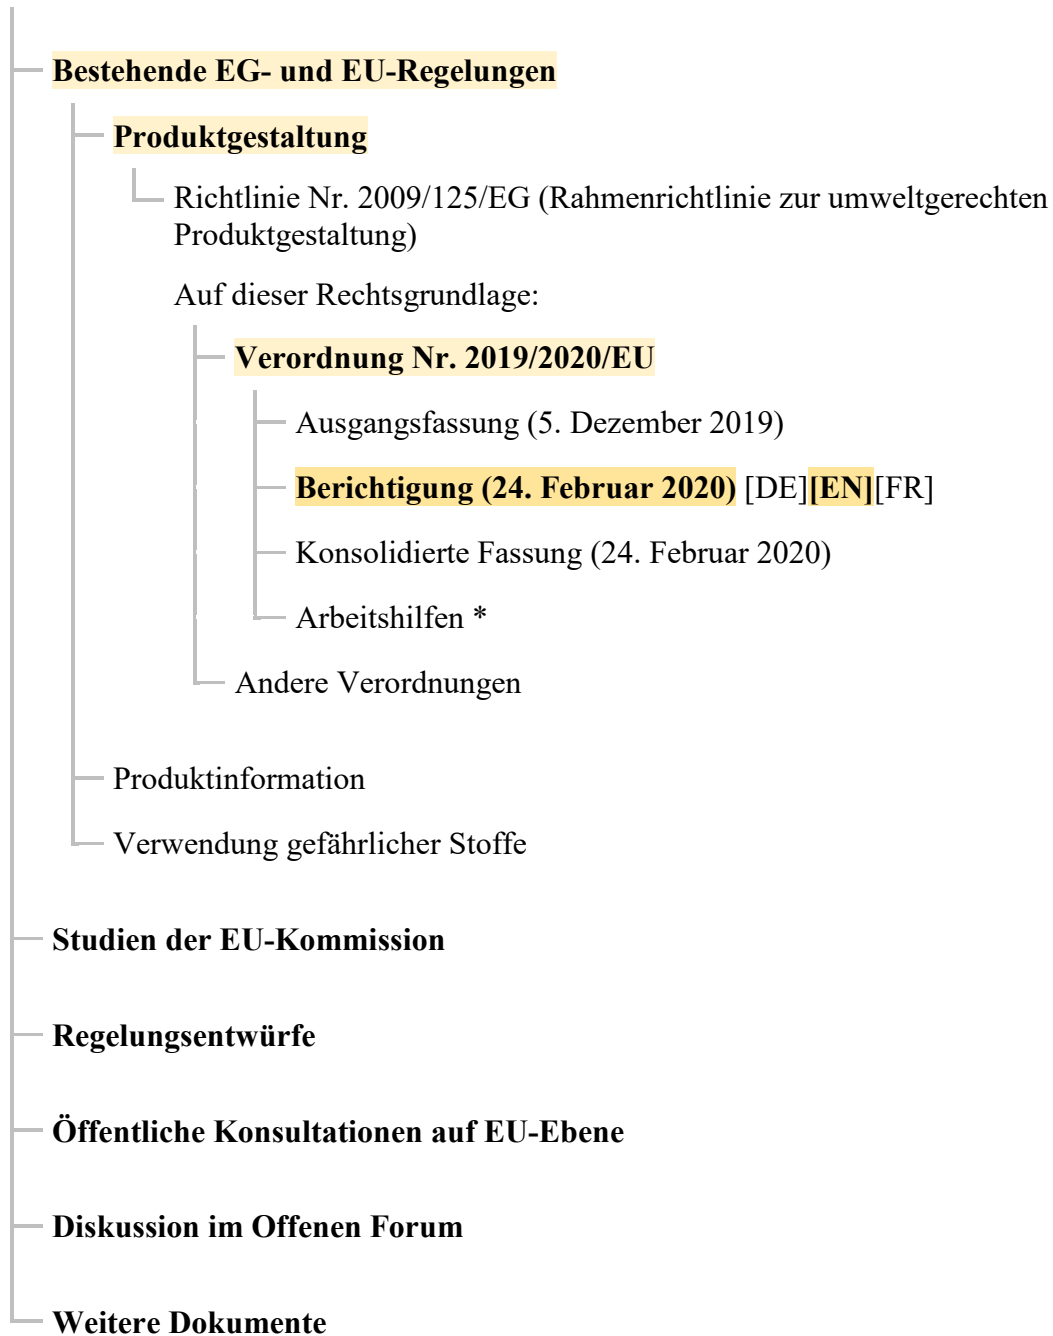 Bestehende EG- und EU-Regelungen
Produktgestaltung
Richtlinie Nr. 2009/125/EG (Rahmenrichtlinie zur umweltgerechten
Produktgestaltung)
Auf dieser Rechtsgrundlage:
Verordnung Nr. 2019/2020/EU
Ausgangsfassung (5. Dezember 2019)
Berichtigung (24. Februar 2020) [DE][EN][FR]
Konsolidierte Fassung (24. Februar 2020)
Arbeitshilfen *
Andere Verordnungen
Produktinformation
Verwendung gefährlicher Stoffe
Studien der EU-Kommission
Regelungsentwürfe
Öffentliche Konsultationen auf EU-Ebene
Diskussion im Offenen Forum
Weitere Dokumente